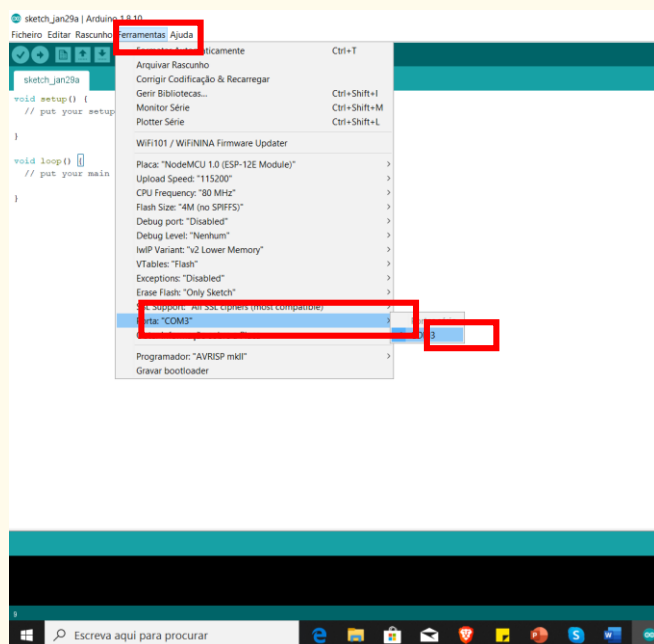 sketch_jan29a | Arduino 1.8.10
Ficheiro Editar Rascunho Ferramentas Ajuda
Ctrl+T
Arquivar Rascunho
Corrigir Codificação & Recarregar
Gerir Bibliotecas... Ctrl+Shift+I
Monitor Série Ctrl+Shift+M
Plotter Série Ctrl+Shift+L
WiFi101 / WiFiNINA Firmware Updater
Placa: "NodeMCU 1.0 (ESP-12E Module)"
Upload Speed: "115200"
CPU Frequency: "80 MHz"
Flash Size: "4M (no SPIFFS)"
Debug port: "Disabled"
Debug Level: "Nenhum"
lwIP Variant: "v2 Lower Memory"
VTables: "Flash"
Exceptions: "Disabled"
Erase Flash: "Only Sketch"
SSL Support: "All SSL ciphers (most compatible)"
Porta: "COM3"
Programador: "AVRISP mkII"
Gravar bootloader
sketch_jan29a
void setup() {
// put your setup
}
void loop() {
// put your main
}
9
Escreva aqui para procurar